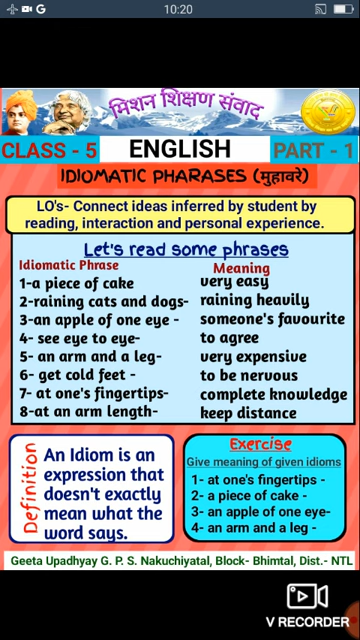 10:20
मिशन शिक्षण संवाद
CLASS - 5 ENGLISH PART - 1
IDIOMATIC PHARASES (मुहावरे)
LO's- Connect ideas inferred by student by
reading, interaction and personal experience.
Let's read some phrases
Idiomatic Phrase Meaning
1-a piece of cake very easy
2-raining cats and dogs- raining heavily
3-an apple of one eye - someone's favourite
4- see eye to eye- to agree
5- an arm and a leg- very expensive
6- get cold feet - to be nervous
7- at one's fingertips- complete knowledge
8-at an arm length- keep distance
Definition
An Idiom is an
expression that
doesn't exactly
mean what the
word says.
Exercise
Give meaning of given idioms
1- at one's fingertips -
2- a piece of cake -
3- an apple of one eye-
4- an arm and a leg -
Geeta Upadhyay G. P. S. Nakuchiyatal, Block- Bhimtal, Dist.- NTL
V RECORDER